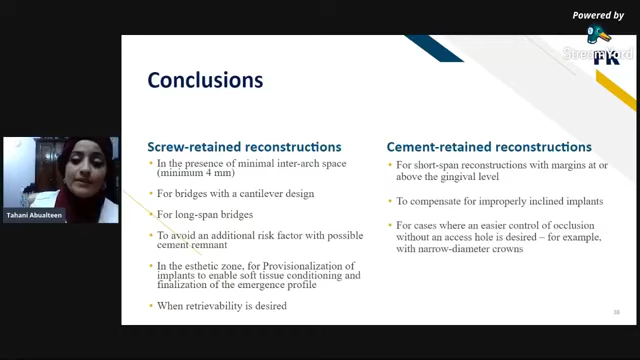 Powered by
StreamYard
FK
Conclusions
Screw-retained reconstructions
• In the presence of minimal inter-arch space
(minimum 4 mm)
• For bridges with a cantilever design
• For long-span bridges
• To avoid an additional risk factor with possible
cement remnant
• In the esthetic zone, for Provisionalization of
implants to enable soft tissue conditioning and
finalization of the emergence profile
• When retrievability is desired
Cement-retained reconstructions
• For short-span reconstructions with margins at or
above the gingival level
• To compensate for improperly inclined implants
• For cases where an easier control of occlusion
without an access hole is desired – for example,
with narrow-diameter crowns
Tahani Abualteen
38